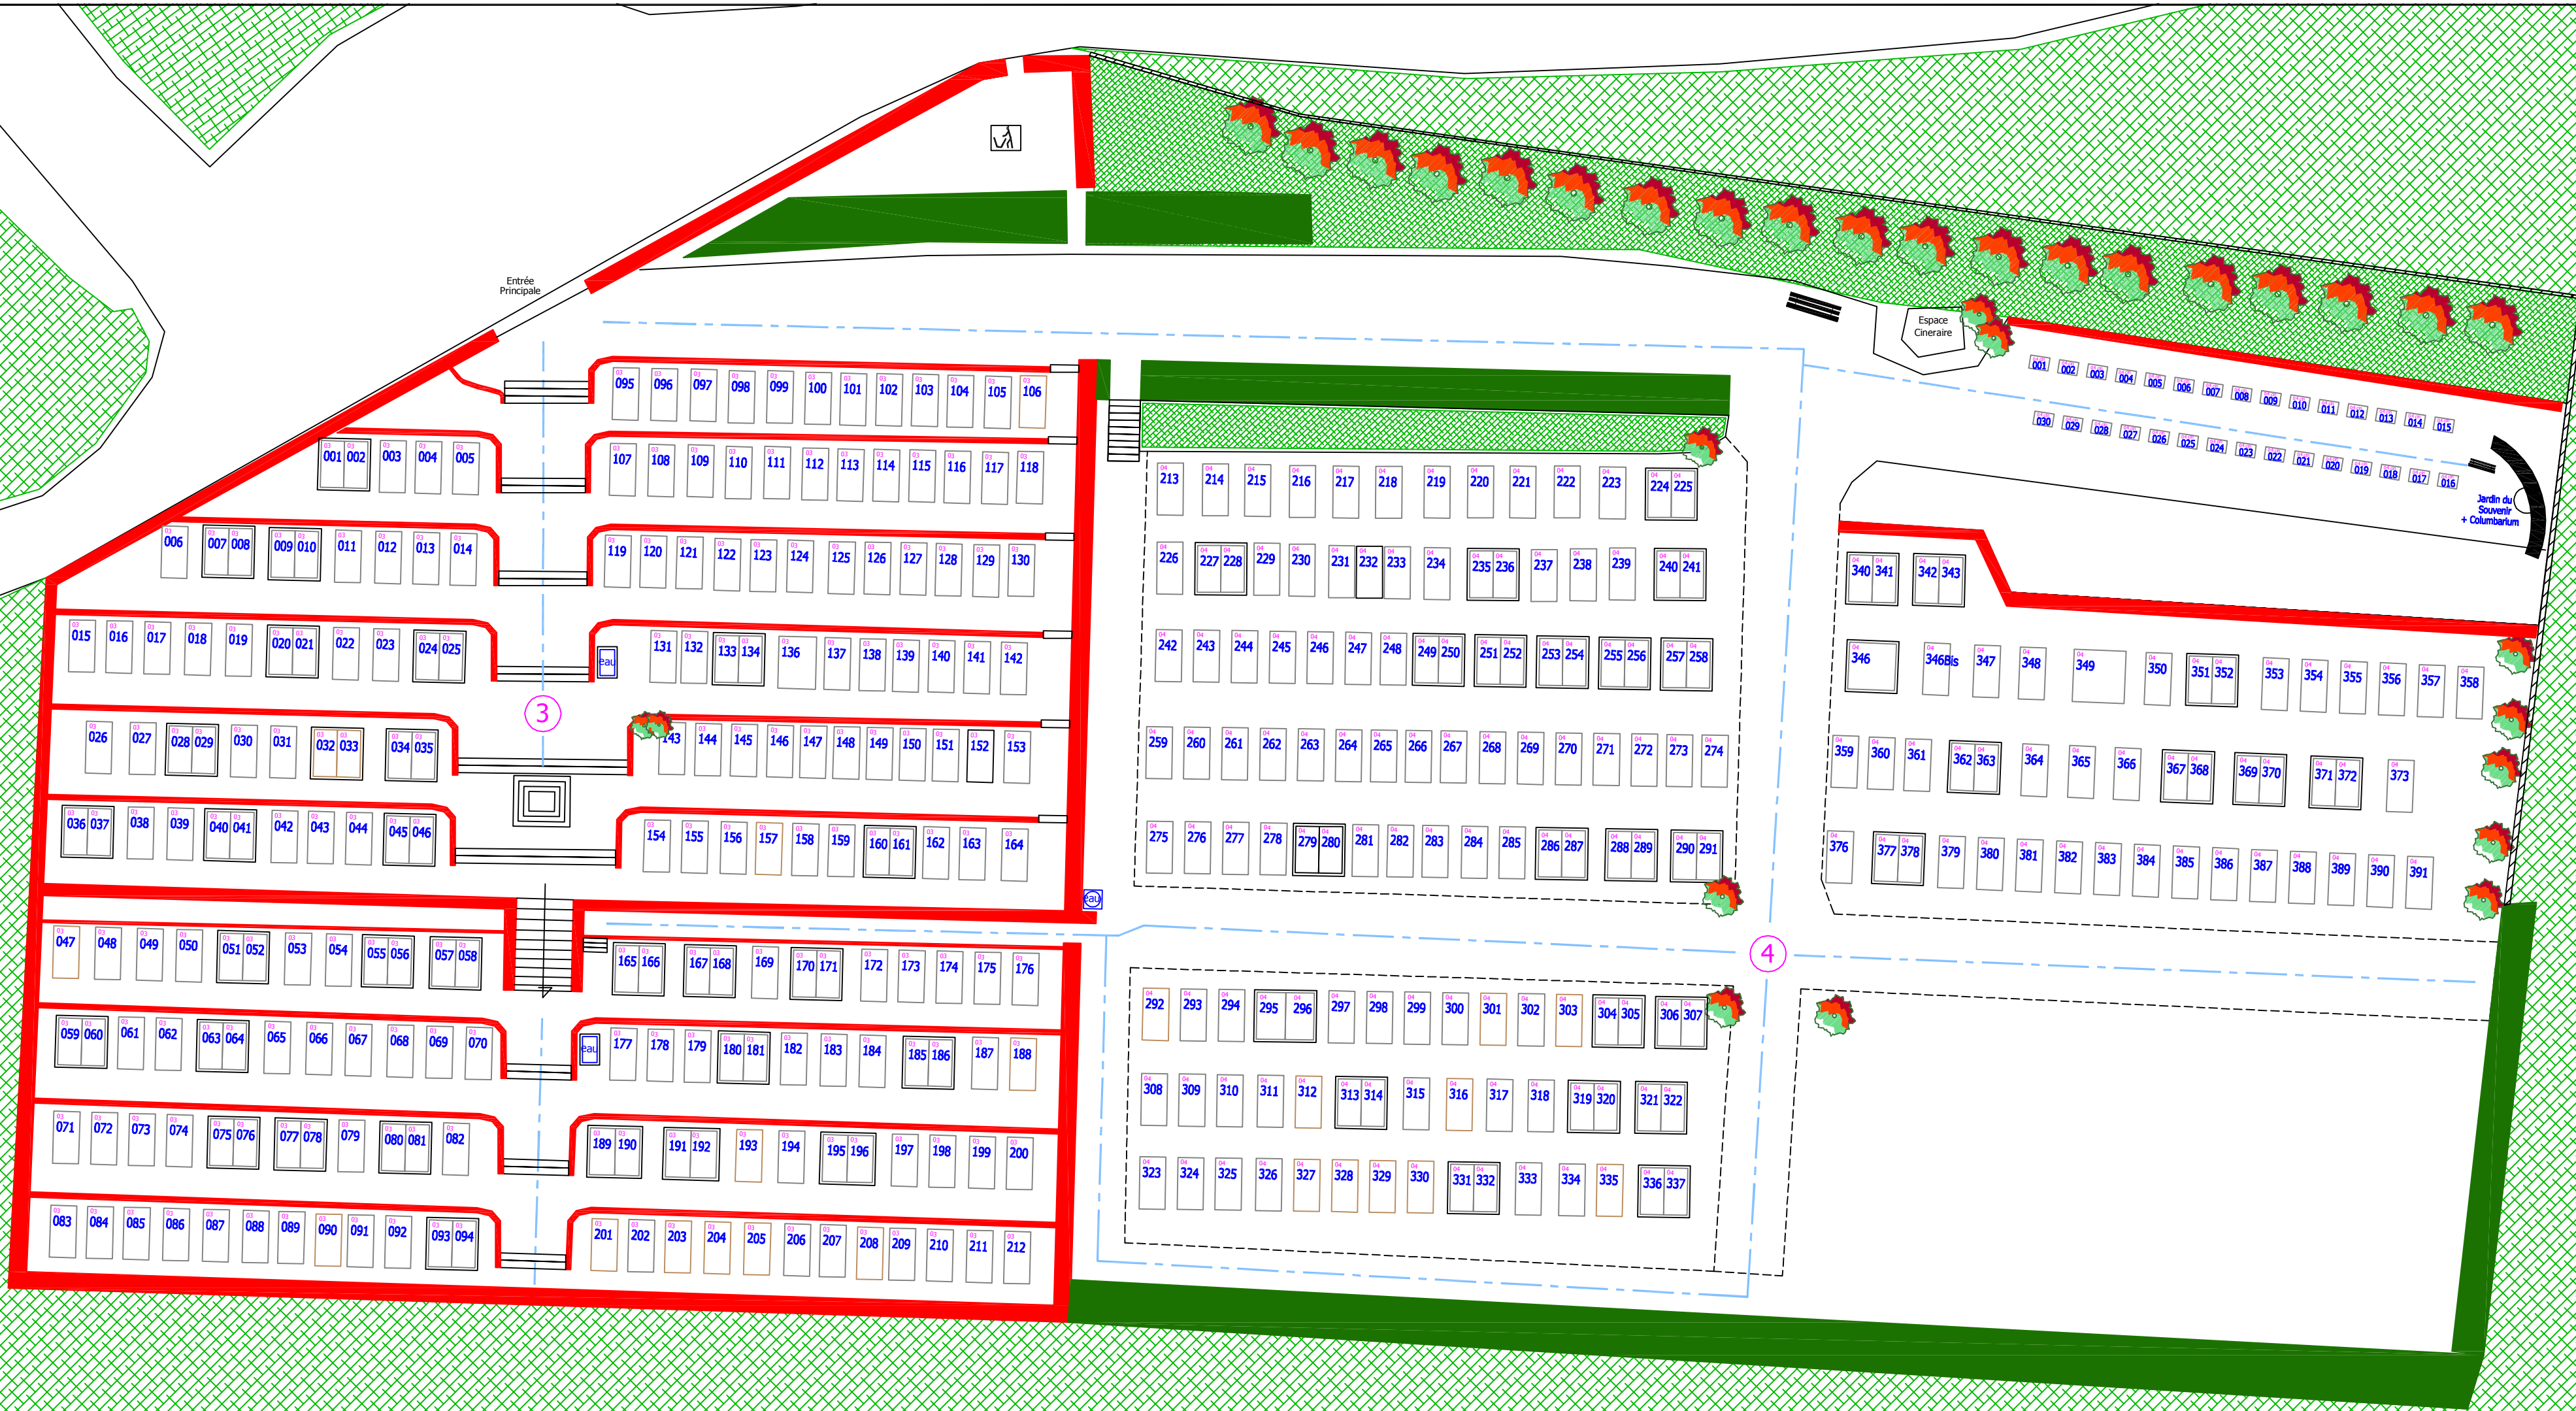 Entrée
Principale
Espace
Cineraire
001 002 003 004 005 006 007 008 009 010 011 012 013 014 015
030 029 028 027 026 025 024 023 022 021 020 019 018 017 016
Jardin du
Souvenir
+ Columbarium
095 096 097 098 099 100 101 102 103 104 105 106
001 002 003 004 005
107 108 109 110 111 112 113 114 115 116 117 118
006 007 008 009 010 011 012 013 014
119 120 121 122 123 124 125 126 127 128 129 130
015 016 017 018 019 020 021 022 023 024 025
eau
131 132 133 134 136 137 138 139 140 141 142
3
026 027 028 029 030 031 032 033 034 035
143 144 145 146 147 148 149 150 151 152 153
036 037 038 039 040 041 042 043 044 045 046
154 155 156 157 158 159 160 161 162 163 164
eau
047 048 049 050 051 052 053 054 055 056 057 058
165 166 167 168 169 170 171 172 173 174 175 176
059 060 061 062 063 064 065 066 067 068 069 070
eau
177 178 179 180 181 182 183 184 185 186 187 188
071 072 073 074 075 076 077 078 079 080 081 082
189 190 191 192 193 194 195 196 197 198 199 200
083 084 085 086 087 088 089 090 091 092 093 094
201 202 203 204 205 206 207 208 209 210 211 212
213 214 215 216 217 218 219 220 221 222 223 224 225
226 227 228 229 230 231 232 233 234 235 236 237 238 239 240 241
242 243 244 245 246 247 248 249 250 251 252 253 254 255 256 257 258
259 260 261 262 263 264 265 266 267 268 269 270 271 272 273 274
275 276 277 278 279 280 281 282 283 284 285 286 287 288 289 290 291
4
292 293 294 295 296 297 298 299 300 301 302 303 304 305 306 307
308 309 310 311 312 313 314 315 316 317 318 319 320 321 322
323 324 325 326 327 328 329 330 331 332 333 334 335 336 337
340 341 342 343
346 346Bis 347 348 349 350 351 352 353 354 355 356 357 358
359 360 361 362 363 364 365 366 367 368 369 370 371 372 373
376 377 378 379 380 381 382 383 384 385 386 387 388 389 390 391